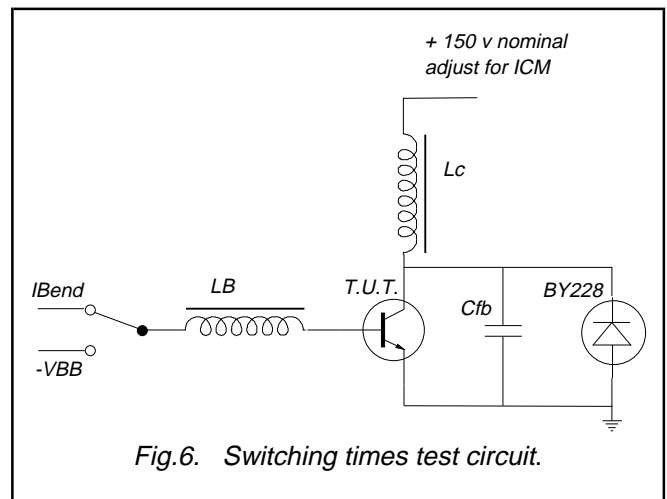 + 150 v nominal
adjust for ICM
Lc
IBend
LB
T.U.T.
Cfb
BY228
-VBB
Fig.6. Switching times test circuit.